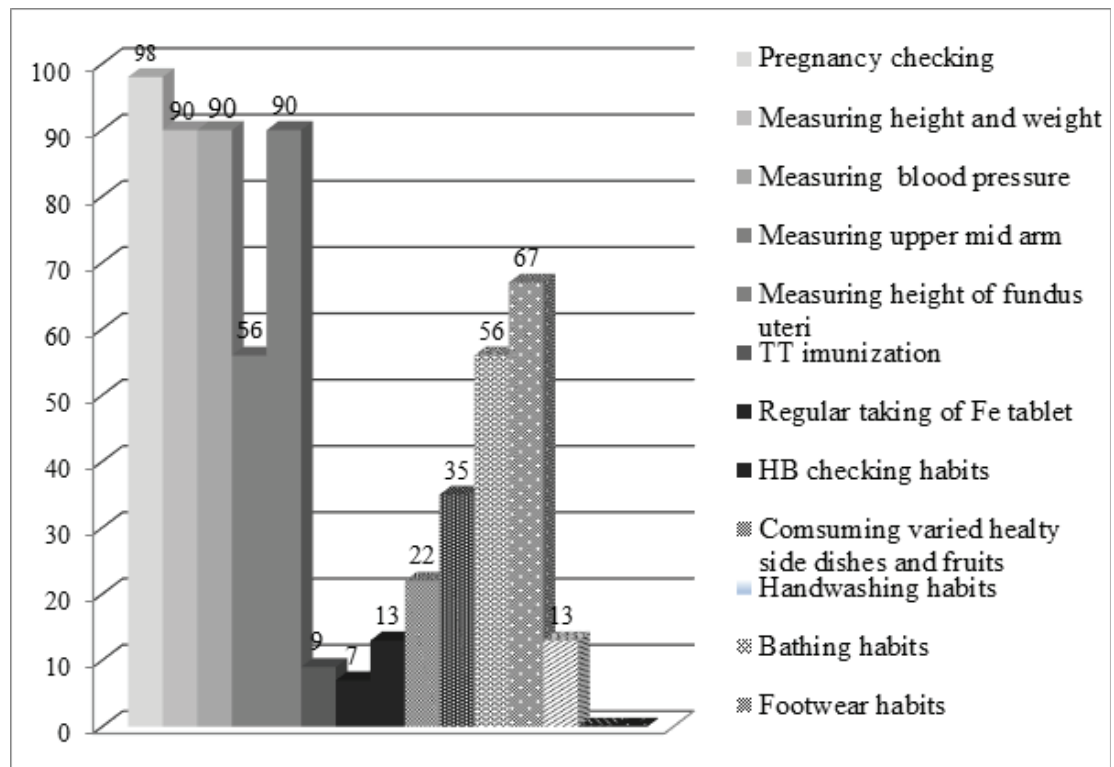 98
100
90 90 90
90
80
70
67
60
56 56
50
40
35
30
22
20
13 13
10
9
7
0
Pregnancy checking
Measuring height and weight
Measuring blood pressure
Measuring upper mid arm
Measuring height of fundus
uteri
TT imunization
Regular taking of Fe tablet
HB checking habits
Comsuming varied healty
side dishes and fruits
Handwashing habits
Bathing habits
Footwear habits